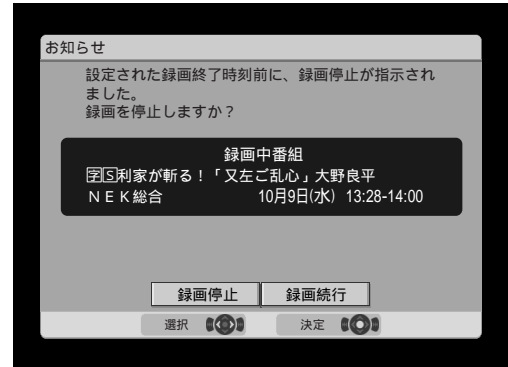 お知らせ
設定された録画終了時刻前に、録画停止が指示され
ました。
録画を停止しますか？
録画中番組
字S利家が斬る！「又左ご乱心」大野良平
ＮＥＫ総合 10月9日(水) 13:28-14:00
録画停止 録画続行
選択 決定